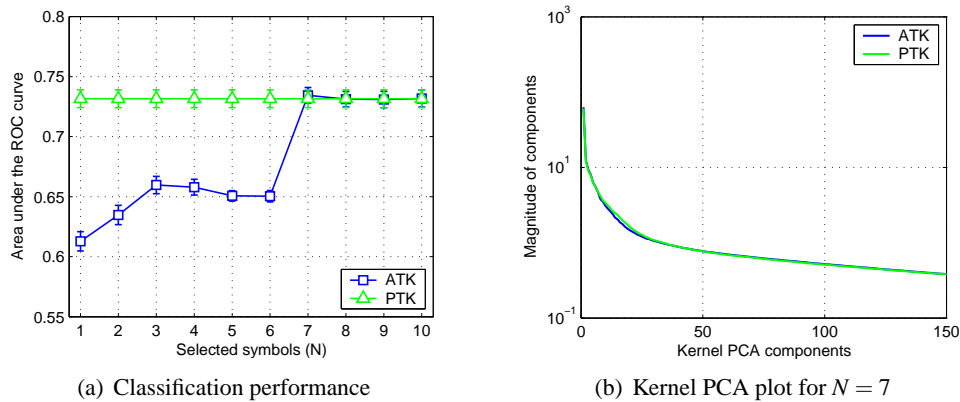 0.8
0.75
0.7
0.65
0.6
0.55
Area under the ROC curve
1 2 3 4 5 6 7 8 9 10
Selected symbols (N)
ATK
PTK
(a) Classification performance
10^3
10^1
10^−1
Magnitude of components
0 50 100 150
Kernel PCA components
ATK
PTK
(b) Kernel PCA plot for N = 7